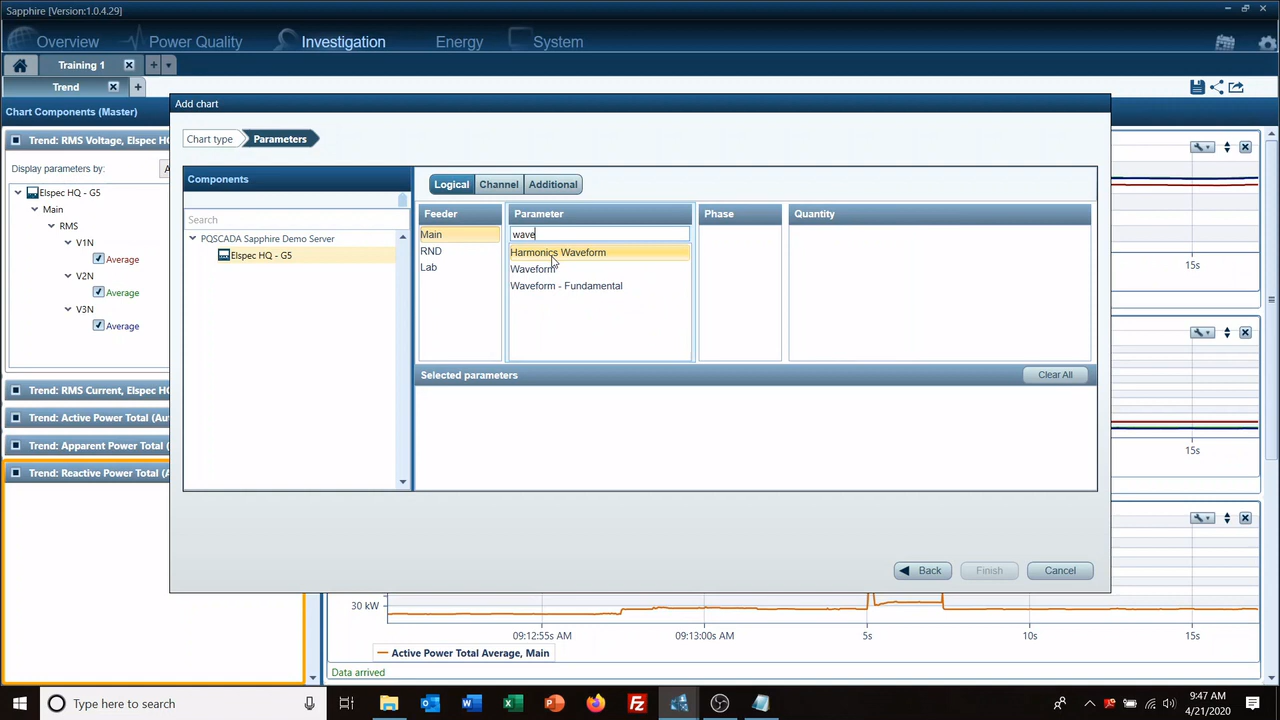 Sapphire [Version:1.0.4.29]
Overview
Power Quality
Investigation
Energy
System
Training 1
Trend
Chart Components (Master)
Trend: RMS Voltage, Elspec HQ
Display parameters by:
Elspec HQ - G5
Main
RMS
V1N
Average
V2N
Average
V3N
Average
Trend: RMS Current, Elspec HQ
Trend: Active Power Total (Au
Trend: Apparent Power Total (
Trend: Reactive Power Total (A
Add chart
Chart type
Parameters
Components
Search
PQSCADA Sapphire Demo Server
Elspec HQ - G5
Logical
Channel
Additional
Feeder
Parameter
Phase
Quantity
Main
wave
RND
Harmonics Waveform
Lab
Waveform
Waveform - Fundamental
Selected parameters
Clear All
Back
Finish
Cancel
15s
15s
30 kW
09:12:55s AM
09:13:00s AM
5s
10s
15s
Active Power Total Average, Main
Data arrived
Type here to search
9:47 AM
4/21/2020